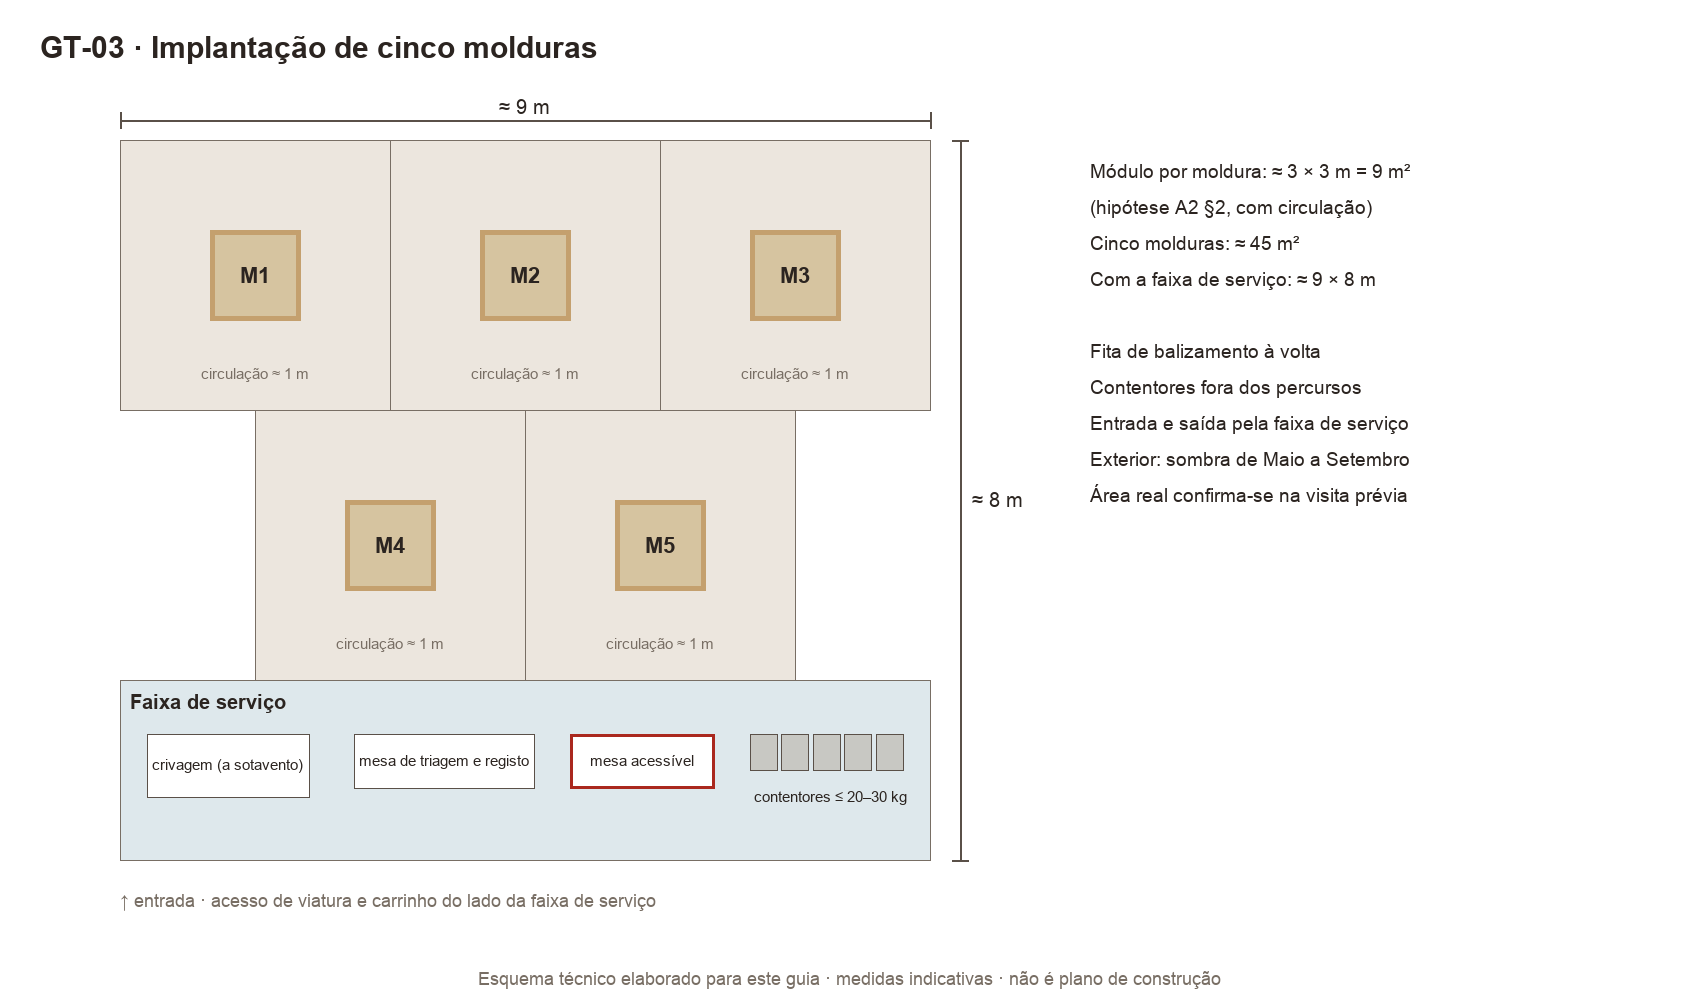 GT-03 · Implantação de cinco molduras
≈ 9 m
M1
M2
M3
circulação ≈ 1 m
circulação ≈ 1 m
circulação ≈ 1 m
M4
M5
circulação ≈ 1 m
circulação ≈ 1 m
≈ 8 m
Faixa de serviço
crivagem (a sotavento)
mesa de triagem e registo
mesa acessível
contentores ≤ 20–30 kg
↑ entrada · acesso de viatura e carrinho do lado da faixa de serviço
Módulo por moldura: ≈ 3 × 3 m = 9 m²
(hipótese A2 §2, com circulação)
Cinco molduras: ≈ 45 m²
Com a faixa de serviço: ≈ 9 × 8 m
Fita de balizamento à volta
Contentores fora dos percursos
Entrada e saída pela faixa de serviço
Exterior: sombra de Maio a Setembro
Área real confirma-se na visita prévia
Esquema técnico elaborado para este guia · medidas indicativas · não é plano de construção